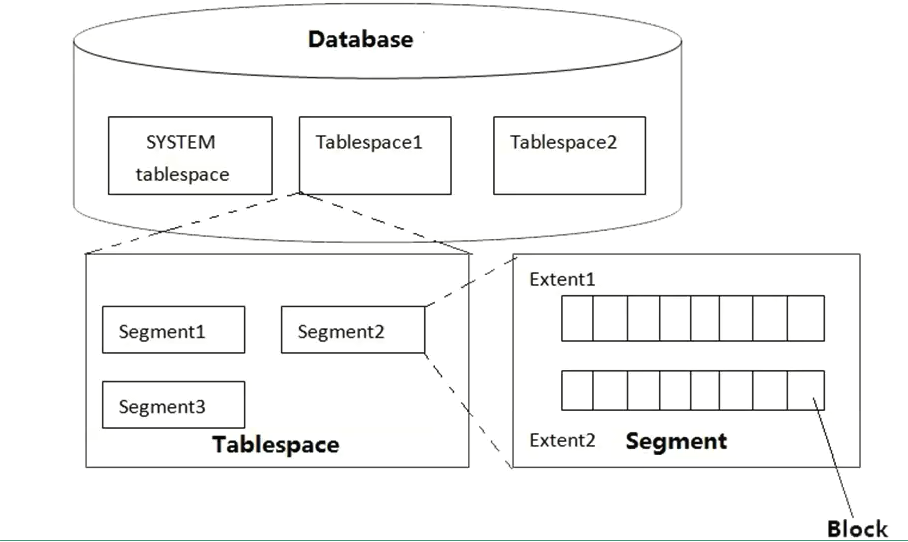 Database
SYSTEM
tablespace
Tablespace1
Tablespace2
Segment1
Segment2
Segment3
Tablespace
Extent1
Extent2
Segment
Block